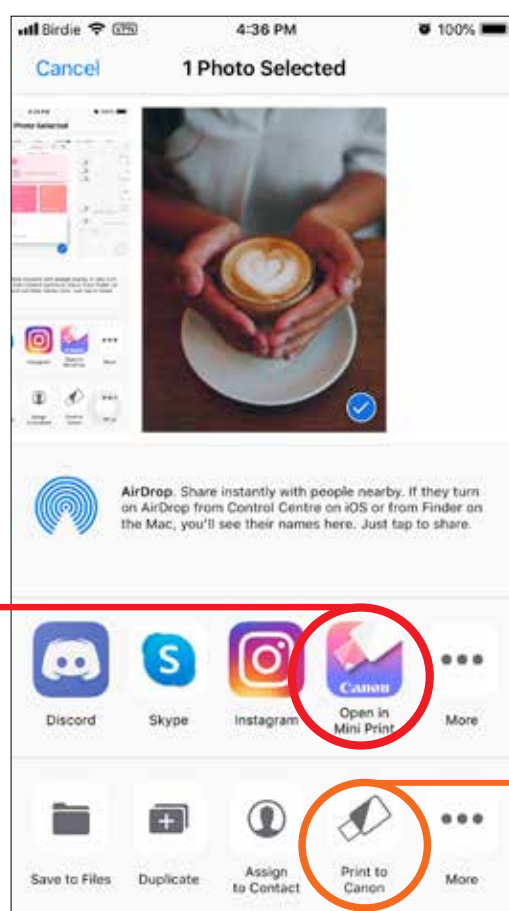 Birdie 4:36 PM 100%
Cancel 1 Photo Selected
Photo Selected
AirDrop. Share instantly with people nearby. If they turn
on AirDrop from Control Centre on iOS or from Finder on
the Mac, you'll see their names here. Just tap to share.
Canon
Discord Skype Instagram Open in More
Mini Print
Save to Files Duplicate Assign Print to More
to Contact Canon